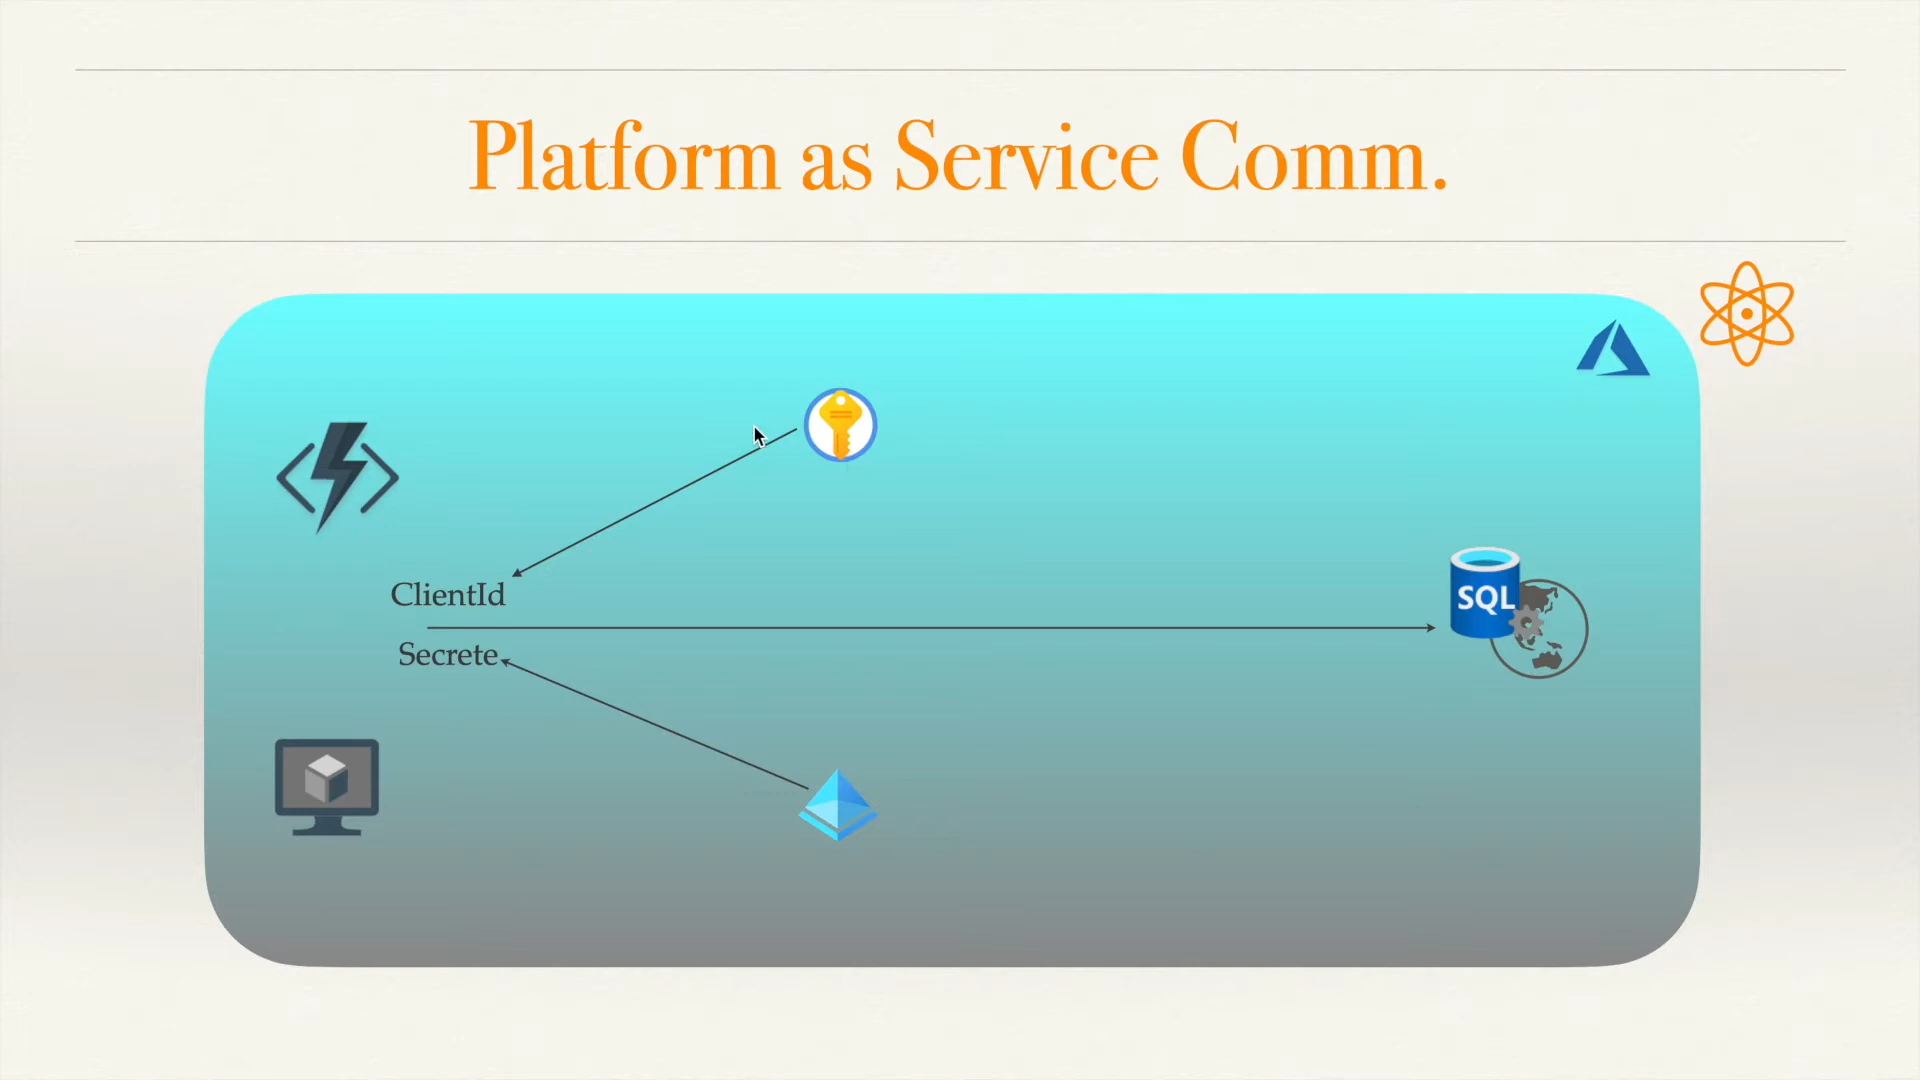 Platform as Service Comm.
ClientId
SQL
Secrete